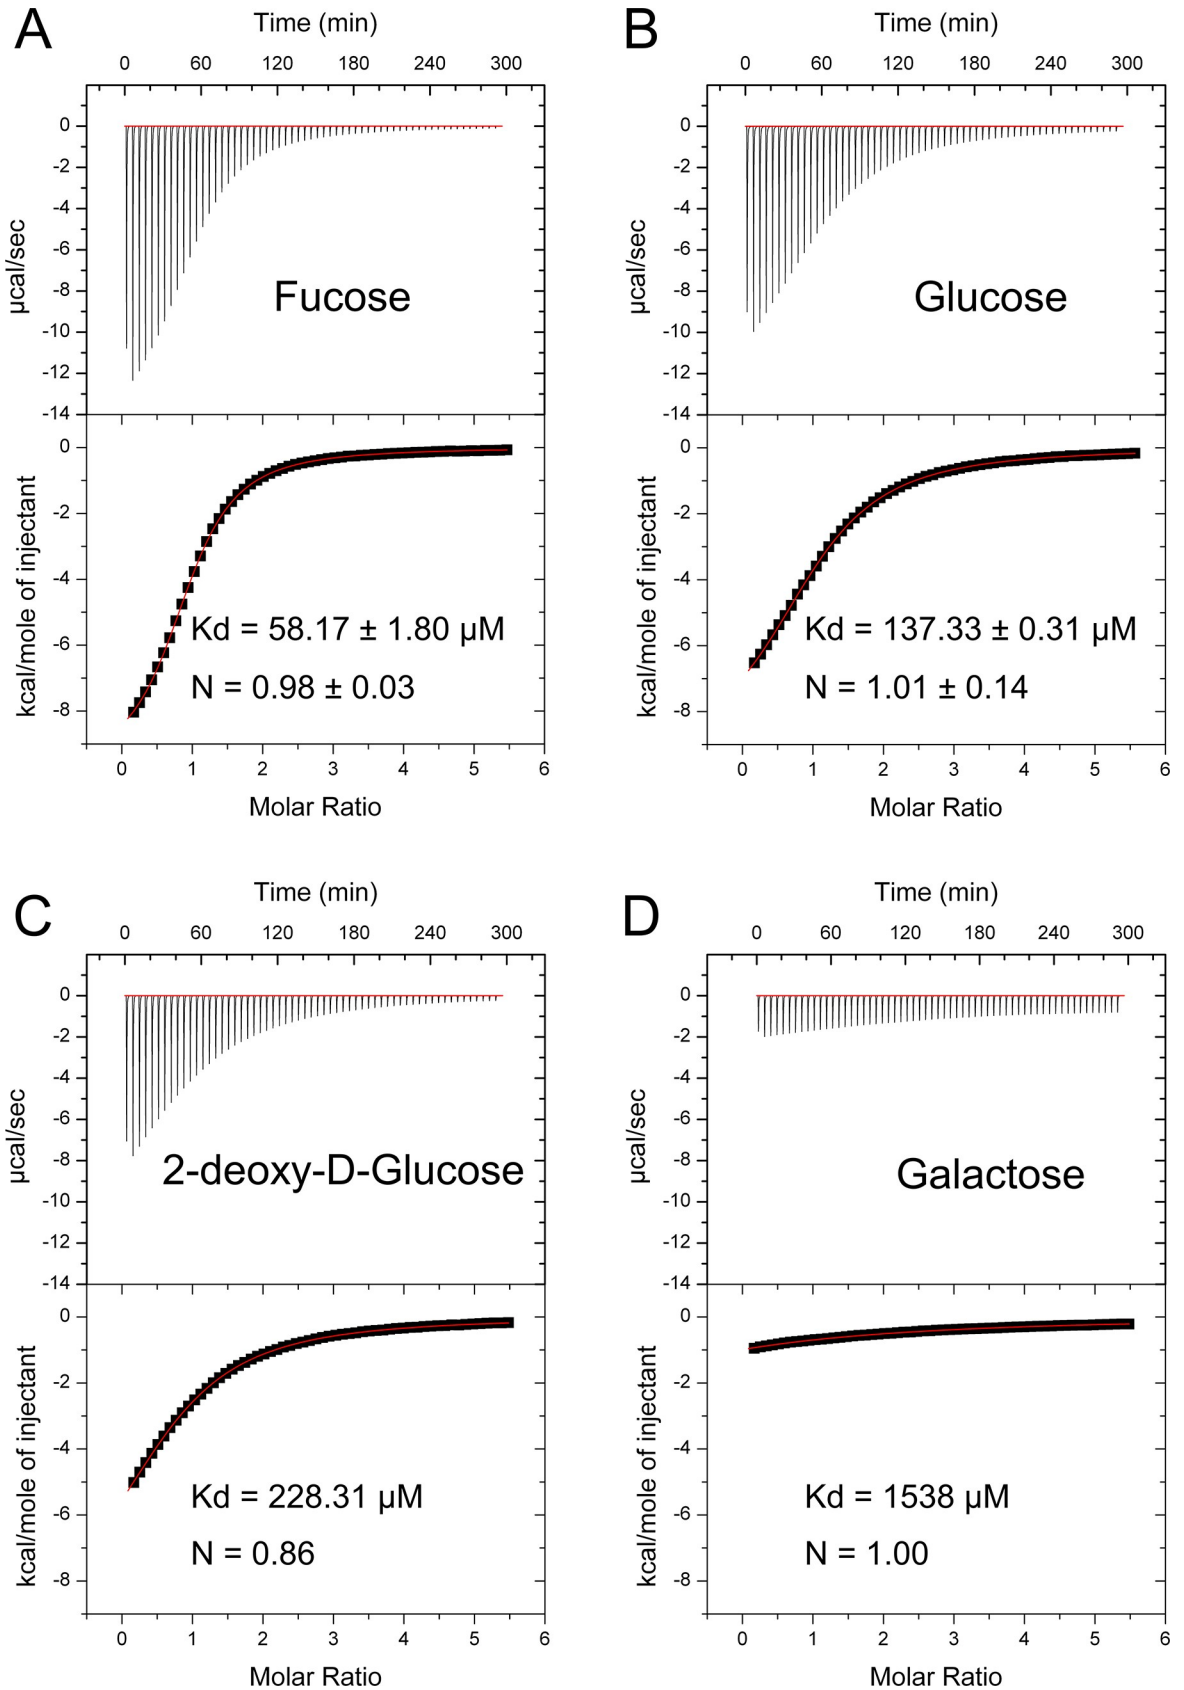 A
Time (min)
0 60 120 180 240 300
0
-2
-4
-6
-8
-10
-12
-14
µcal/sec
Fucose
0
-2
-4
-6
-8
kcal/mole of injectant
Kd = 58.17 ± 1.80 µM
N = 0.98 ± 0.03
0 1 2 3 4 5 6
Molar Ratio
B
Time (min)
0 60 120 180 240 300
0
-2
-4
-6
-8
-10
-12
-14
µcal/sec
Glucose
0
-2
-4
-6
-8
kcal/mole of injectant
Kd = 137.33 ± 0.31 µM
N = 1.01 ± 0.14
0 1 2 3 4 5 6
Molar Ratio
C
Time (min)
0 60 120 180 240 300
0
-2
-4
-6
-8
-10
-12
-14
µcal/sec
2-deoxy-D-Glucose
0
-2
-4
-6
-8
kcal/mole of injectant
Kd = 228.31 µM
N = 0.86
0 1 2 3 4 5 6
Molar Ratio
D
Time (min)
0 60 120 180 240 300
0
-2
-4
-6
-8
-10
-12
-14
µcal/sec
Galactose
0
-2
-4
-6
-8
kcal/mole of injectant
Kd = 1538 µM
N = 1.00
0 1 2 3 4 5 6
Molar Ratio